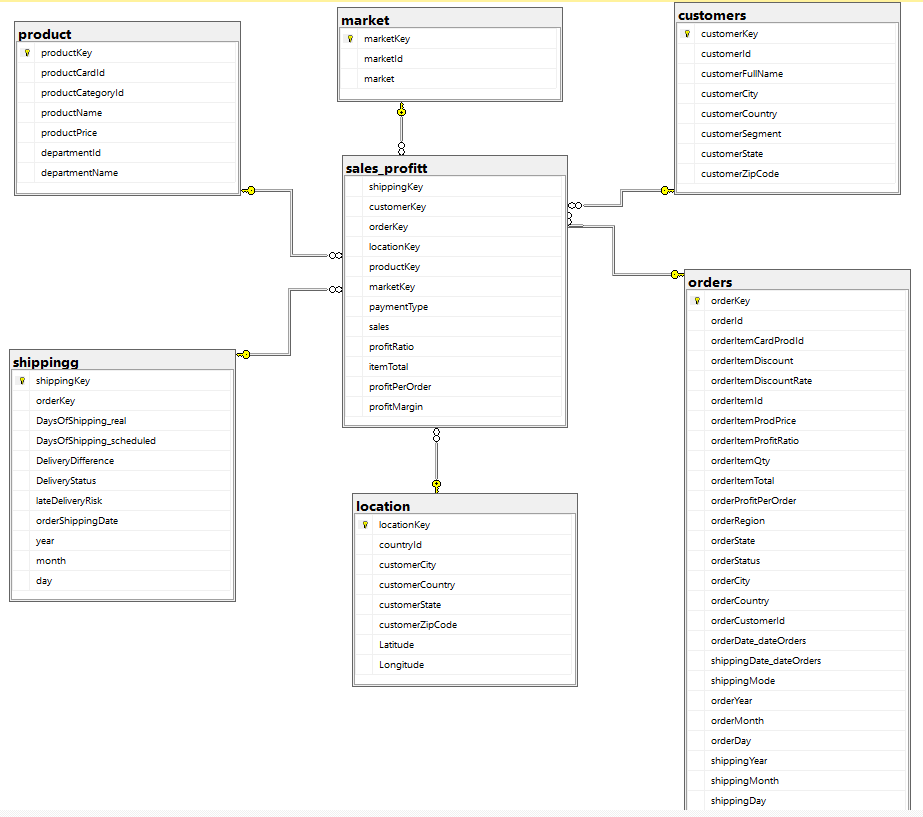 product
productKey
productCardId
productCategoryId
productName
productPrice
departmentId
departmentName
market
marketKey
marketId
market
customers
customerKey
customerId
customerFullName
customerCity
customerCountry
customerSegment
customerState
customerZipCode
sales_profitt
shippingKey
customerKey
orderKey
locationKey
productKey
marketKey
paymentType
sales
profitRatio
itemTotal
profitPerOrder
profitMargin
shippingg
shippingKey
orderKey
DaysOfShipping_real
DaysOfShipping_scheduled
DeliveryDifference
DeliveryStatus
lateDeliveryRisk
orderShippingDate
year
month
day
location
locationKey
countryId
customerCity
customerCountry
customerState
customerZipCode
Latitude
Longitude
orders
orderKey
orderId
orderItemCardProdId
orderItemDiscount
orderItemDiscountRate
orderItemId
orderItemProdPrice
orderItemProfitRatio
orderItemQty
orderItemTotal
orderProfitPerOrder
orderRegion
orderState
orderStatus
orderCity
orderCountry
orderCustomerId
orderDate_dateOrders
shippingDate_dateOrders
shippingMode
orderYear
orderMonth
orderDay
shippingYear
shippingMonth
shippingDay